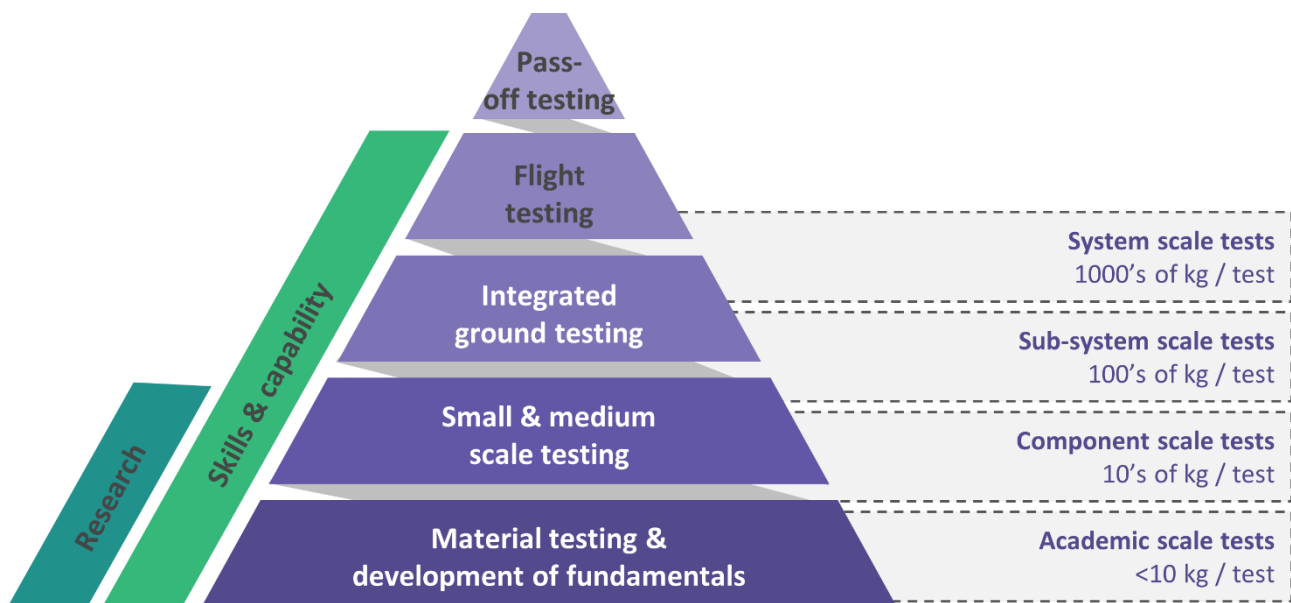 Pass-
off testing
Flight
testing
Integrated
ground testing
Small & medium
scale testing
Material testing &
development of fundamentals
Research
Skills & capability
System scale tests
1000’s of kg / test
Sub-system scale tests
100’s of kg / test
Component scale tests
10’s of kg / test
Academic scale tests
<10 kg / test